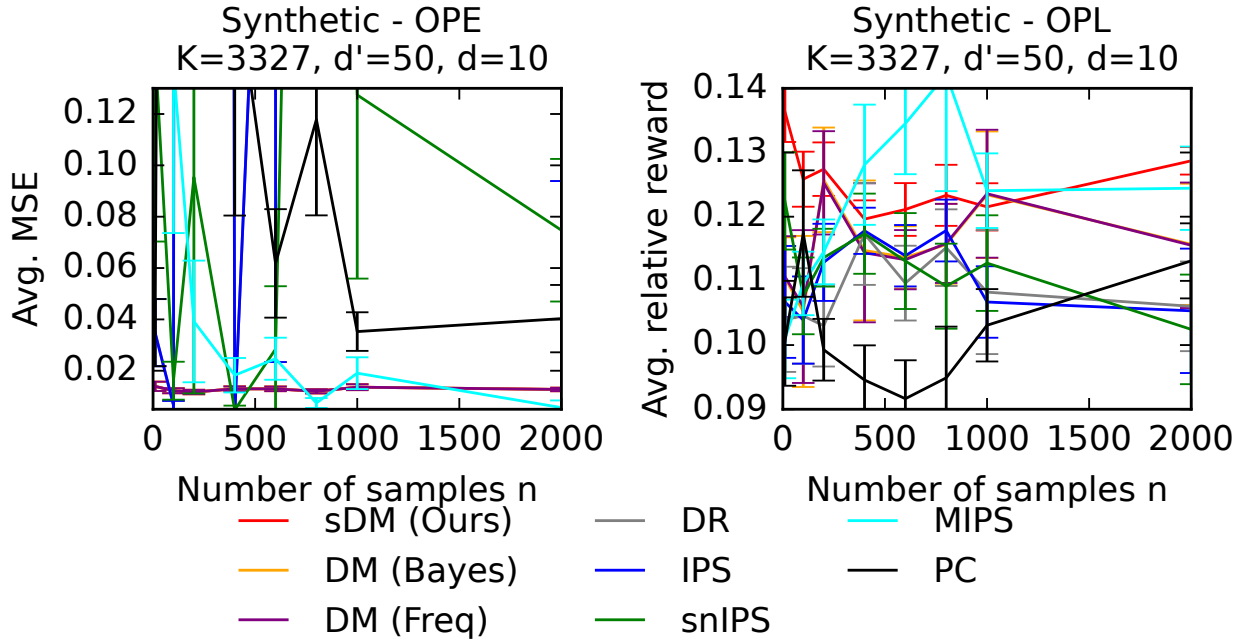 Synthetic - OPE
K=3327, d'=50, d=10
Avg. MSE
0.12
0.10
0.08
0.06
0.04
0.02
0 500 1000 1500 2000
Number of samples n
Synthetic - OPL
K=3327, d'=50, d=10
Avg. relative reward
0.14
0.13
0.12
0.11
0.10
0.09
0 500 1000 1500 2000
Number of samples n
sDM (Ours)
DM (Bayes)
DM (Freq)
DR
IPS
snIPS
MIPS
PC